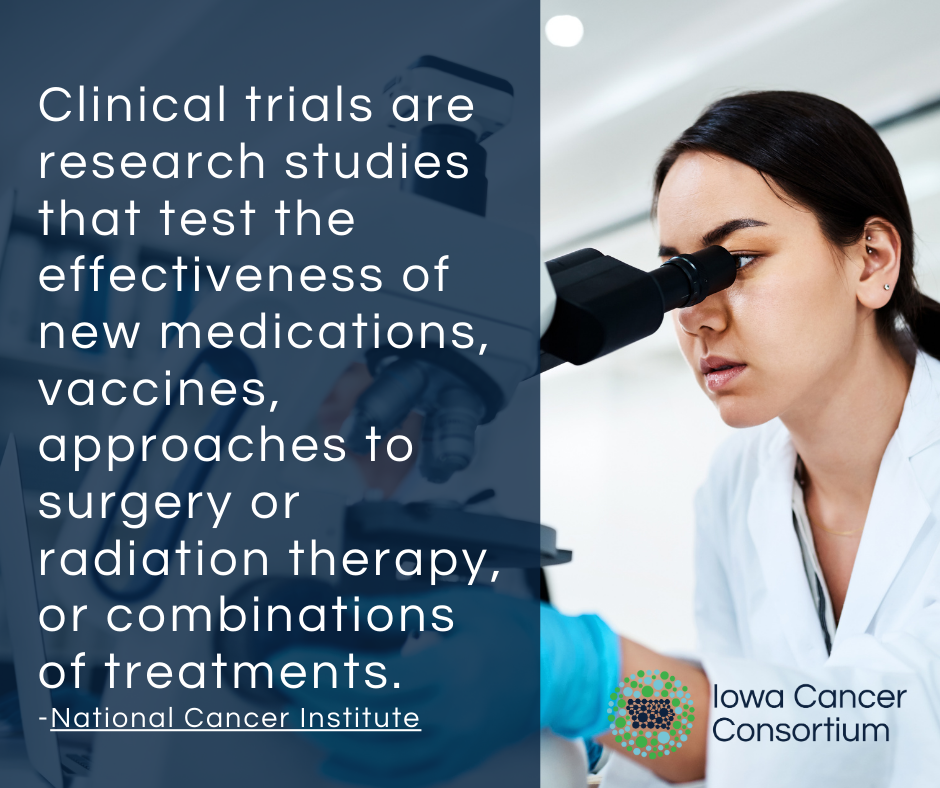 Clinical trials are
research studies
that test the
effectiveness of
new medications,
vaccines,
approaches to
surgery or
radiation therapy,
or combinations
of treatments.
-National Cancer Institute
Iowa Cancer
Consortium